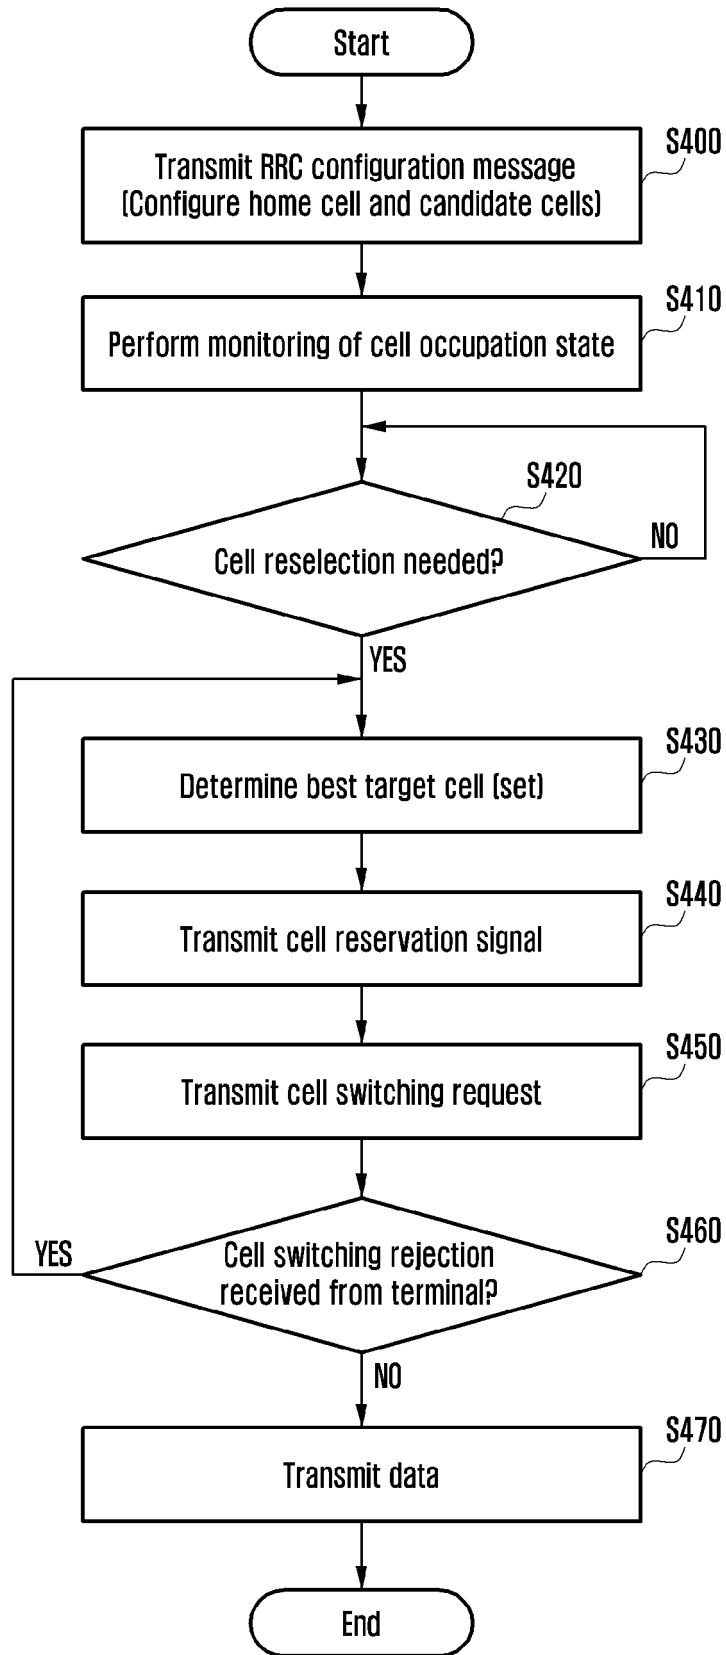 Start
S400
Transmit RRC configuration message
(Configure home cell and candidate cells)
S410
Perform monitoring of cell occupation state
S420
Cell reselection needed?
NO
YES
S430
Determine best target cell (set)
S440
Transmit cell reservation signal
S450
Transmit cell switching request
S460
YES
Cell switching rejection
received from terminal?
NO
S470
Transmit data
End